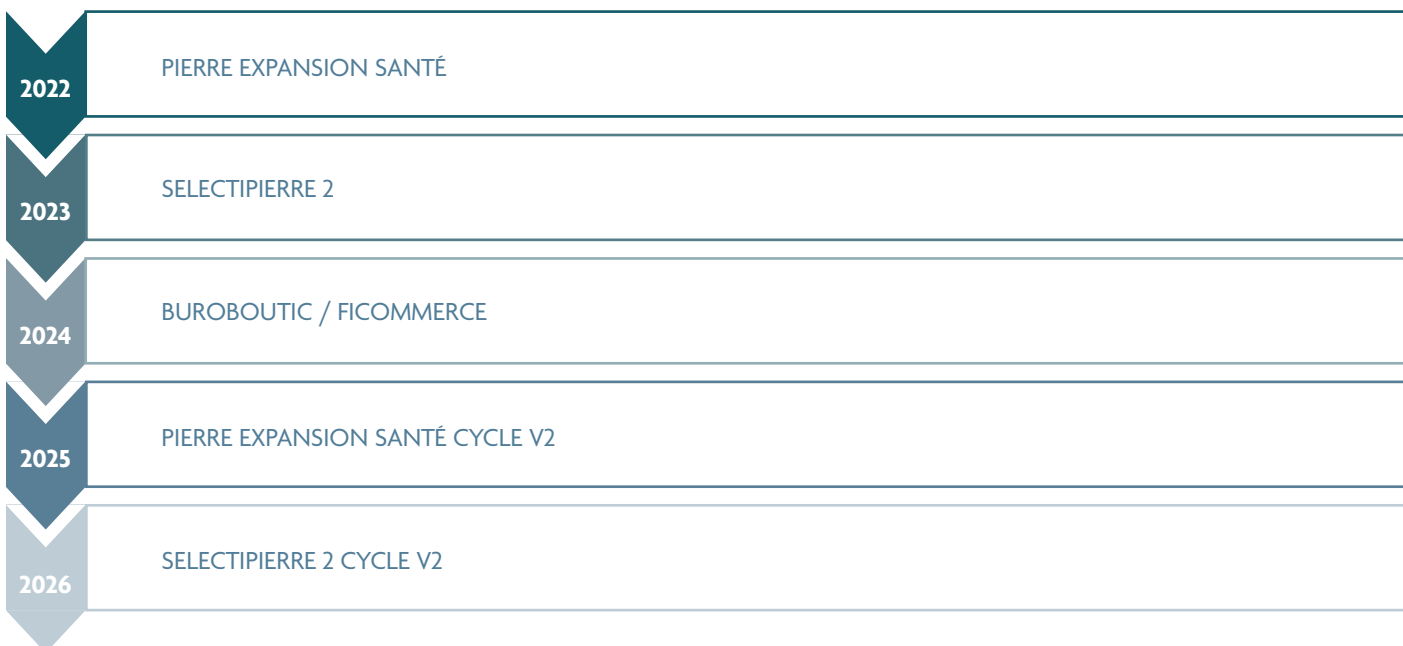 2022
PIERRE EXPANSION SANTÉ
2023
SELECTIPIERRE 2
2024
BUROBOUTIC / FICOMMERCE
2025
PIERRE EXPANSION SANTÉ CYCLE V2
2026
SELECTIPIERRE 2 CYCLE V2